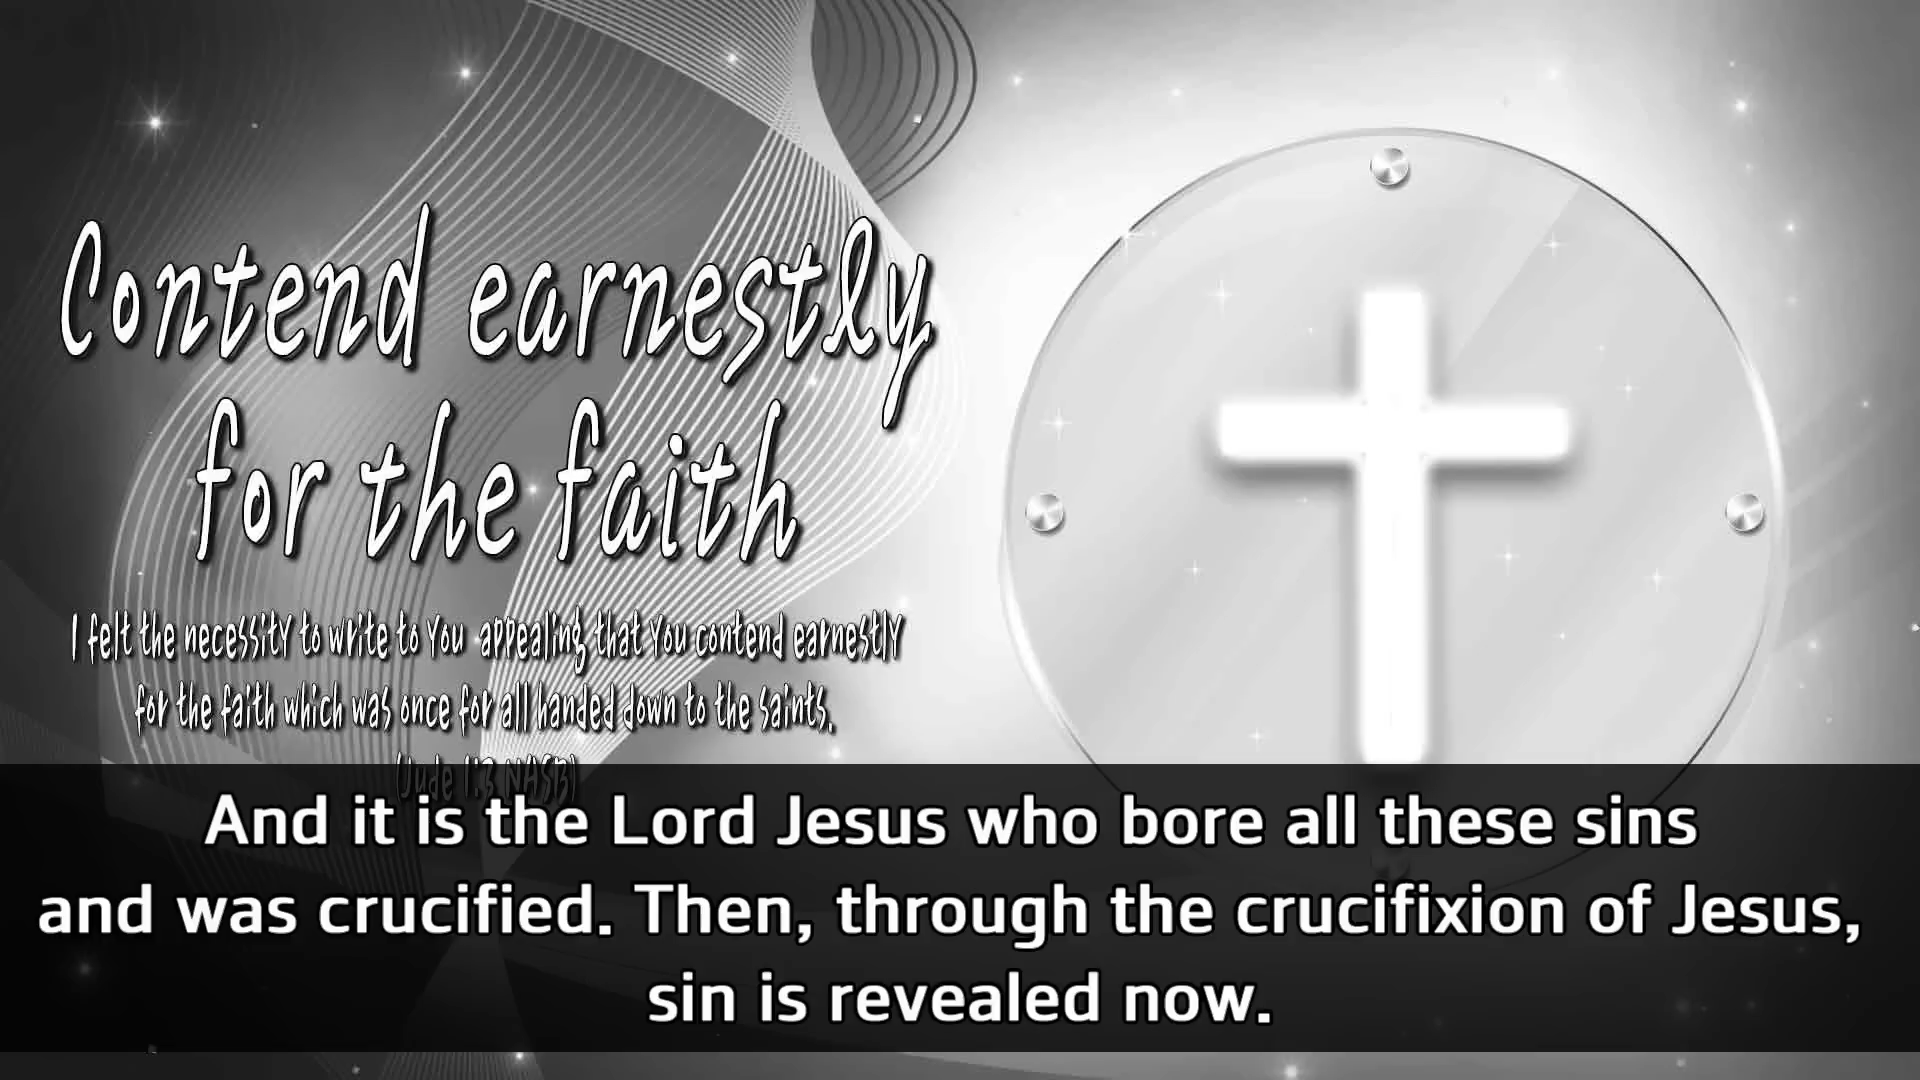 Contend earnestly
for the faith
I felt the necessity to write to you appealing that you contend earnestly
for the faith which was once for all handed down to the saints.
(Jude 1:3 NASB)
And it is the Lord Jesus who bore all these sins
and was crucified. Then, through the crucifixion of Jesus,
sin is revealed now.